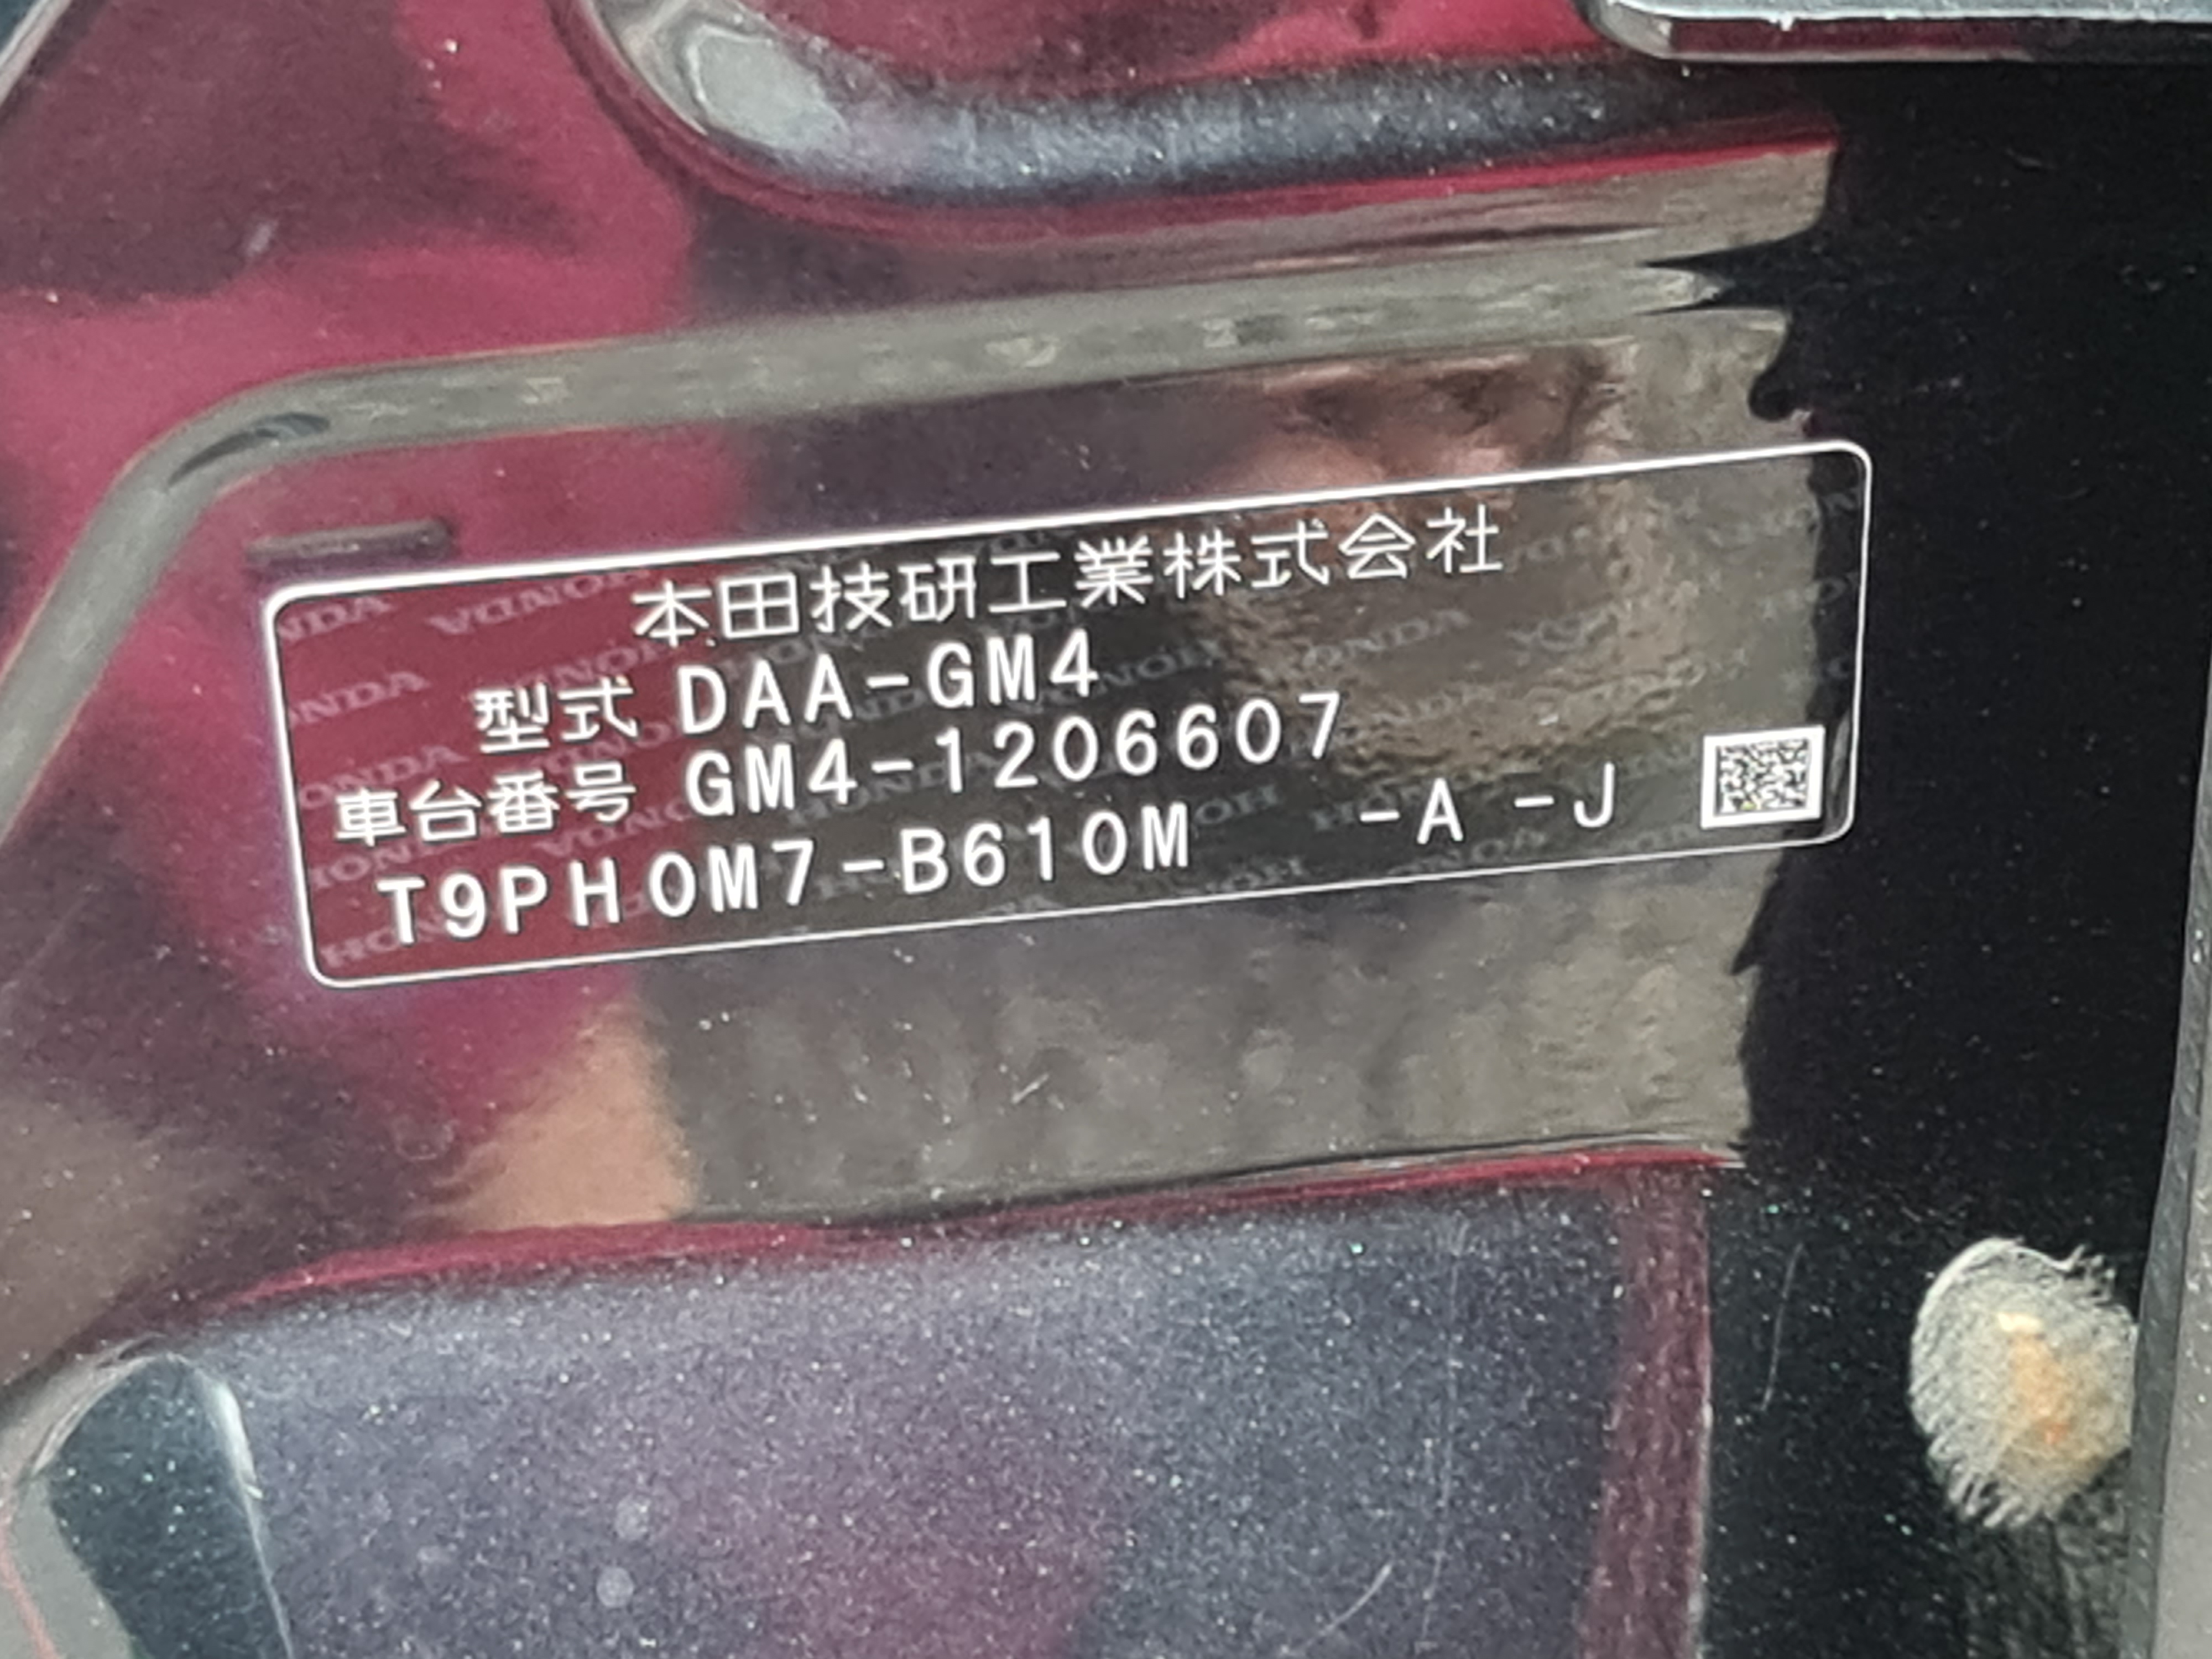 本田技研工業株式会社
型式 DAA-GM4
車台番号 GM4-1206607
T9PH0M7-B610M -A -J